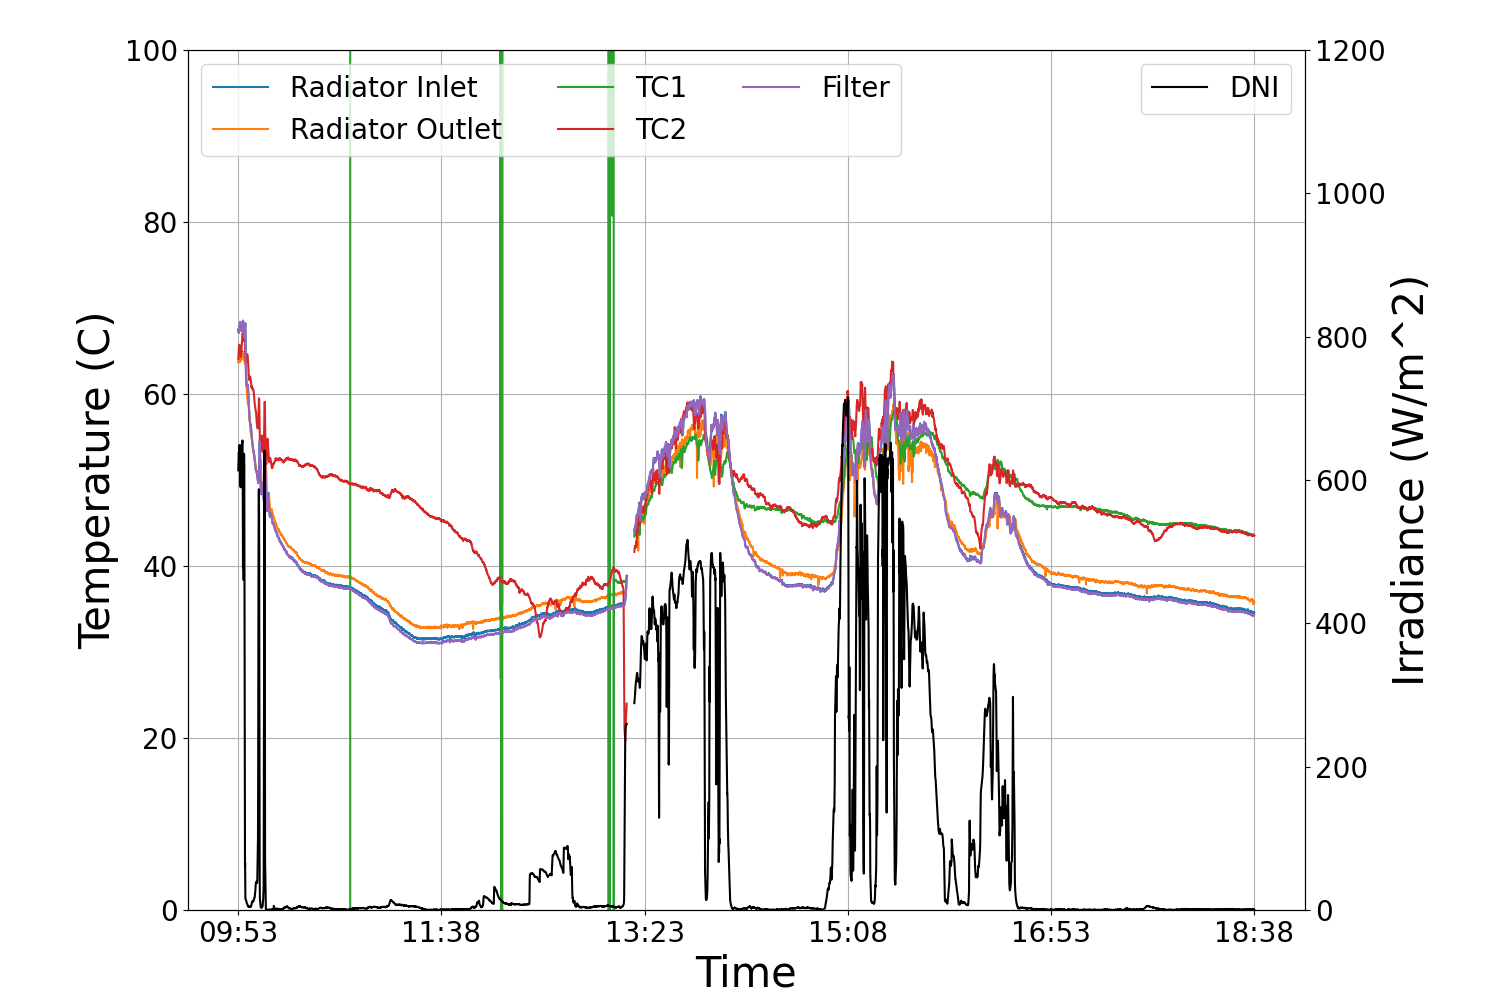 100
80
60
40
20
0
Temperature (C)
Radiator Inlet
Radiator Outlet
TC1
TC2
Filter
DNI
1200
1000
800
600
400
200
0
Irradiance (W/m^2)
09:53 11:38 13:23 15:08 16:53 18:38
Time